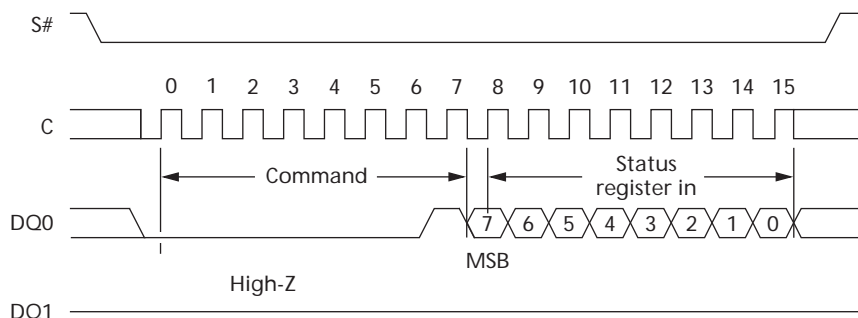 S#
0 1 2 3 4 5 6 7 8 9 10 11 12 13 14 15
C
Command
Status
register in
DQ0
7 6 5 4 3 2 1 0
MSB
High-Z
DQ1